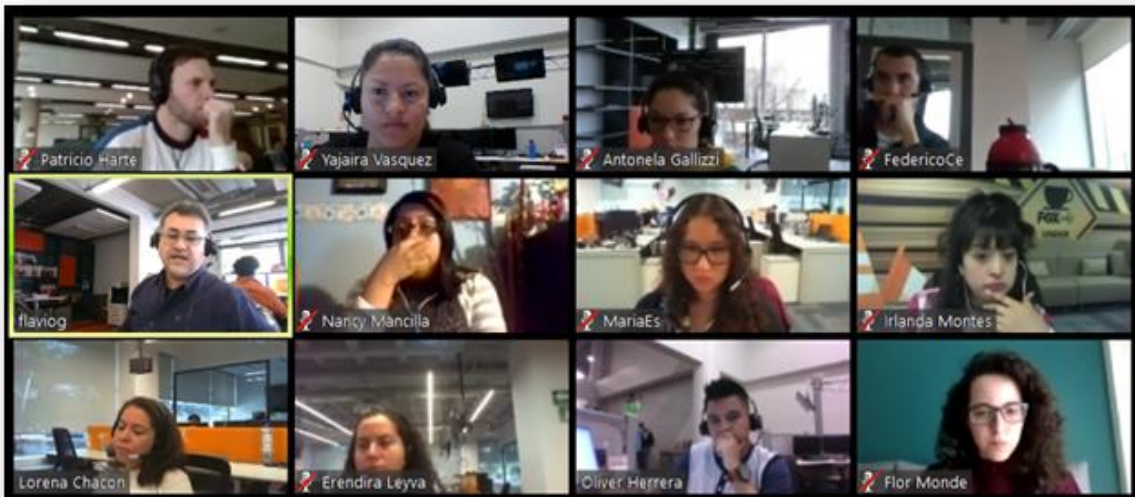 Patricio Harte
Yajaira Vasquez
Antonela Gallizzi
FedericoCe
FOX
flaviog
Nancy Mancilla
MariaEs
Irlanda Montes
Lorena Chacon
Erendira Leyva
Oliver Herrera
Flor Monde